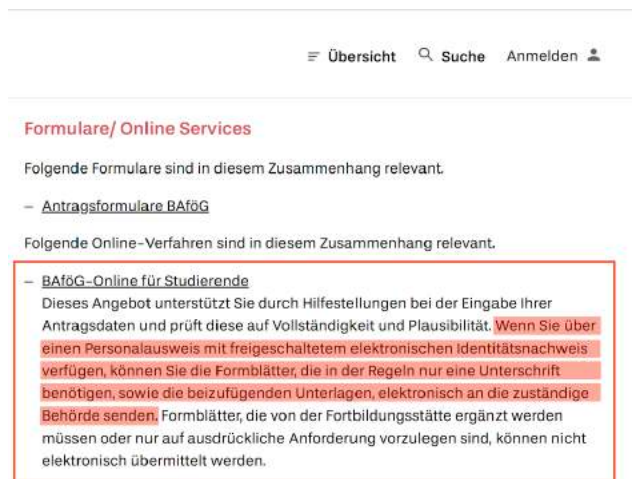 Übersicht Suche Anmelden
Formulare/ Online Services
Folgende Formulare sind in diesem Zusammenhang relevant.
– Antragsformulare BAföG
Folgende Online-Verfahren sind in diesem Zusammenhang relevant.
– BAföG-Online für Studierende
Dieses Angebot unterstützt Sie durch Hilfestellungen bei der Eingabe Ihrer
Antragsdaten und prüft diese auf Vollständigkeit und Plausibilität. Wenn Sie über
einen Personalausweis mit freigeschaltetem elektronischen Identitätsnachweis
verfügen, können Sie die Formblätter, die in der Regeln nur eine Unterschrift
benötigen, sowie die beizufügenden Unterlagen, elektronisch an die zuständige
Behörde senden. Formblätter, die von der Fortbildungsstätte ergänzt werden
müssen oder nur auf ausdrückliche Anforderung vorzulegen sind, können nicht
elektronisch übermittelt werden.